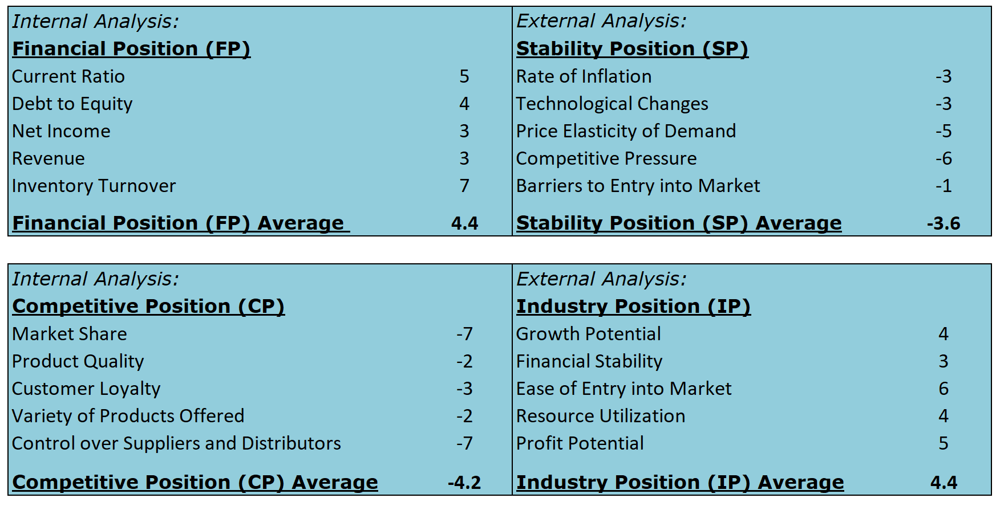 Internal Analysis:
Financial Position (FP)
Current Ratio 5
Debt to Equity 4
Net Income 3
Revenue 3
Inventory Turnover 7
Financial Position (FP) Average 4.4
External Analysis:
Stability Position (SP)
Rate of Inflation -3
Technological Changes -3
Price Elasticity of Demand -5
Competitive Pressure -6
Barriers to Entry into Market -1
Stability Position (SP) Average -3.6
Internal Analysis:
Competitive Position (CP)
Market Share -7
Product Quality -2
Customer Loyalty -3
Variety of Products Offered -2
Control over Suppliers and Distributors -7
Competitive Position (CP) Average -4.2
External Analysis:
Industry Position (IP)
Growth Potential 4
Financial Stability 3
Ease of Entry into Market 6
Resource Utilization 4
Profit Potential 5
Industry Position (IP) Average 4.4